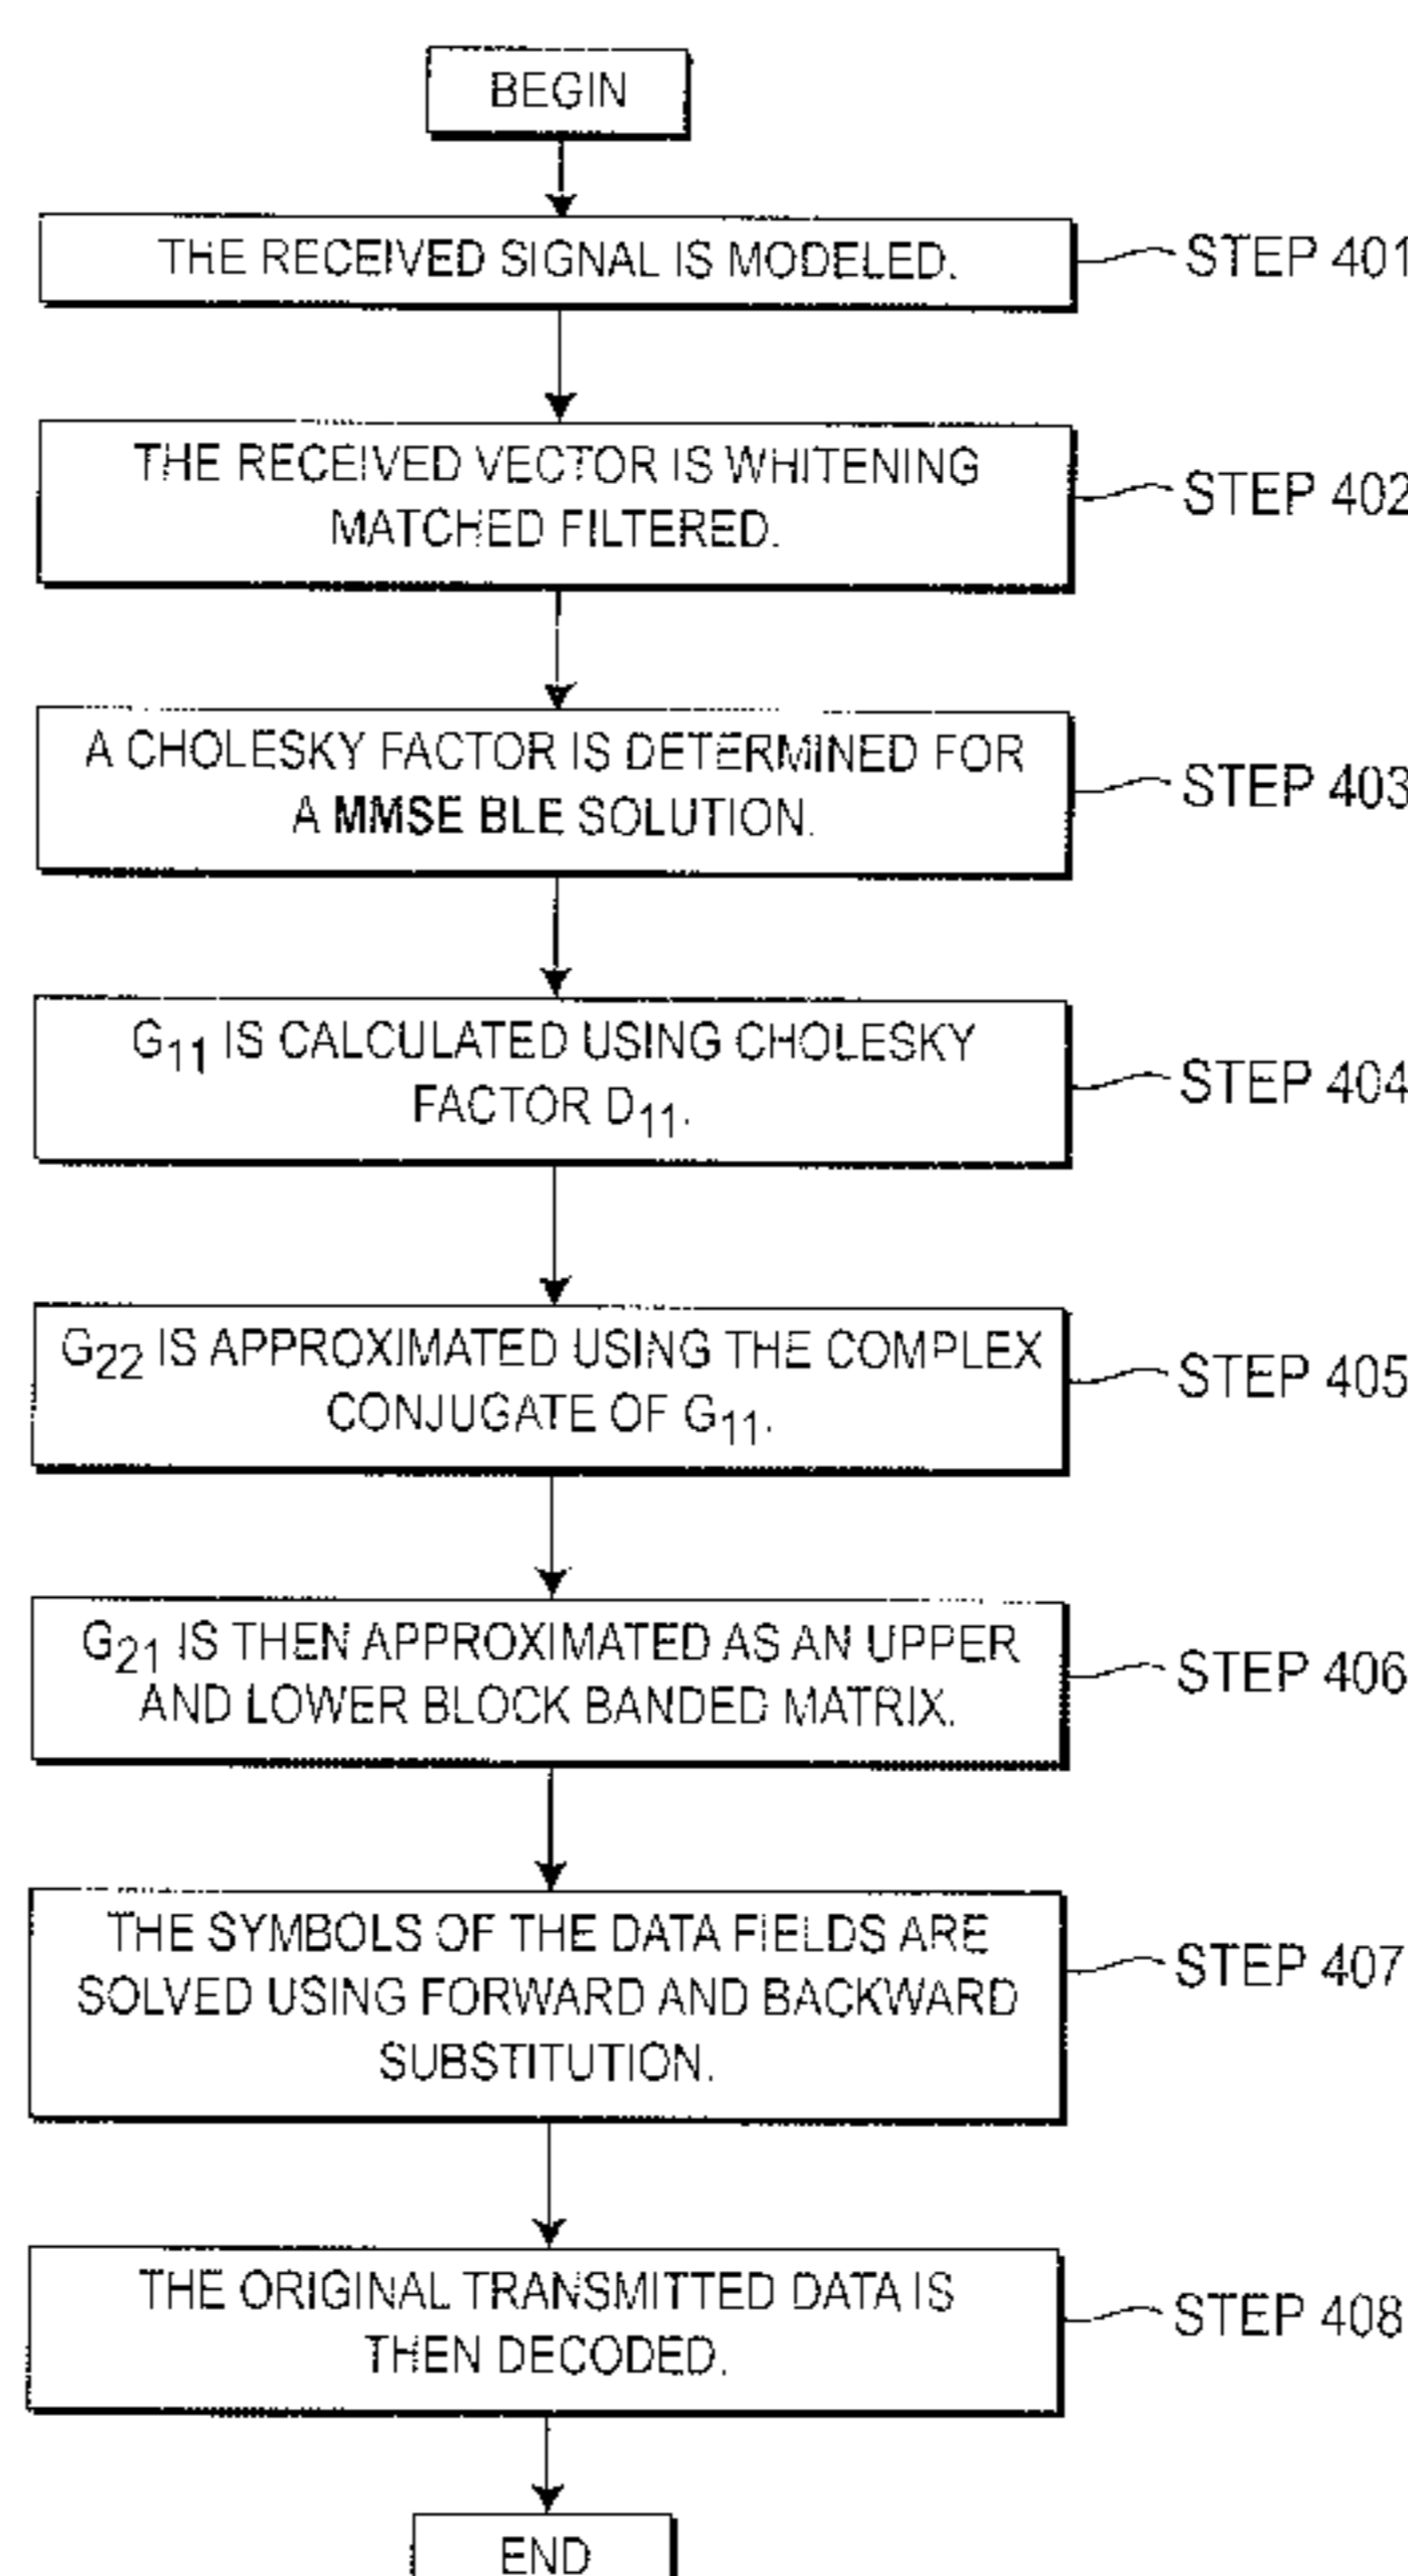 BEGIN
THE RECEIVED SIGNAL IS MODELED.
STEP 401
THE RECEIVED VECTOR IS WHITENING
MATCHED FILTERED.
STEP 402
A CHOLESKY FACTOR IS DETERMINED FOR
A MMSE BLE SOLUTION.
STEP 403
G11 IS CALCULATED USING CHOLESKY
FACTOR D11.
STEP 404
G22 IS APPROXIMATED USING THE COMPLEX
CONJUGATE OF G11.
STEP 405
G21 IS THEN APPROXIMATED AS AN UPPER
AND LOWER BLOCK BANDED MATRIX.
STEP 406
THE SYMBOLS OF THE DATA FIELDS ARE
SOLVED USING FORWARD AND BACKWARD
SUBSTITUTION.
STEP 407
THE ORIGINAL TRANSMITTED DATA IS
THEN DECODED.
STEP 408
END